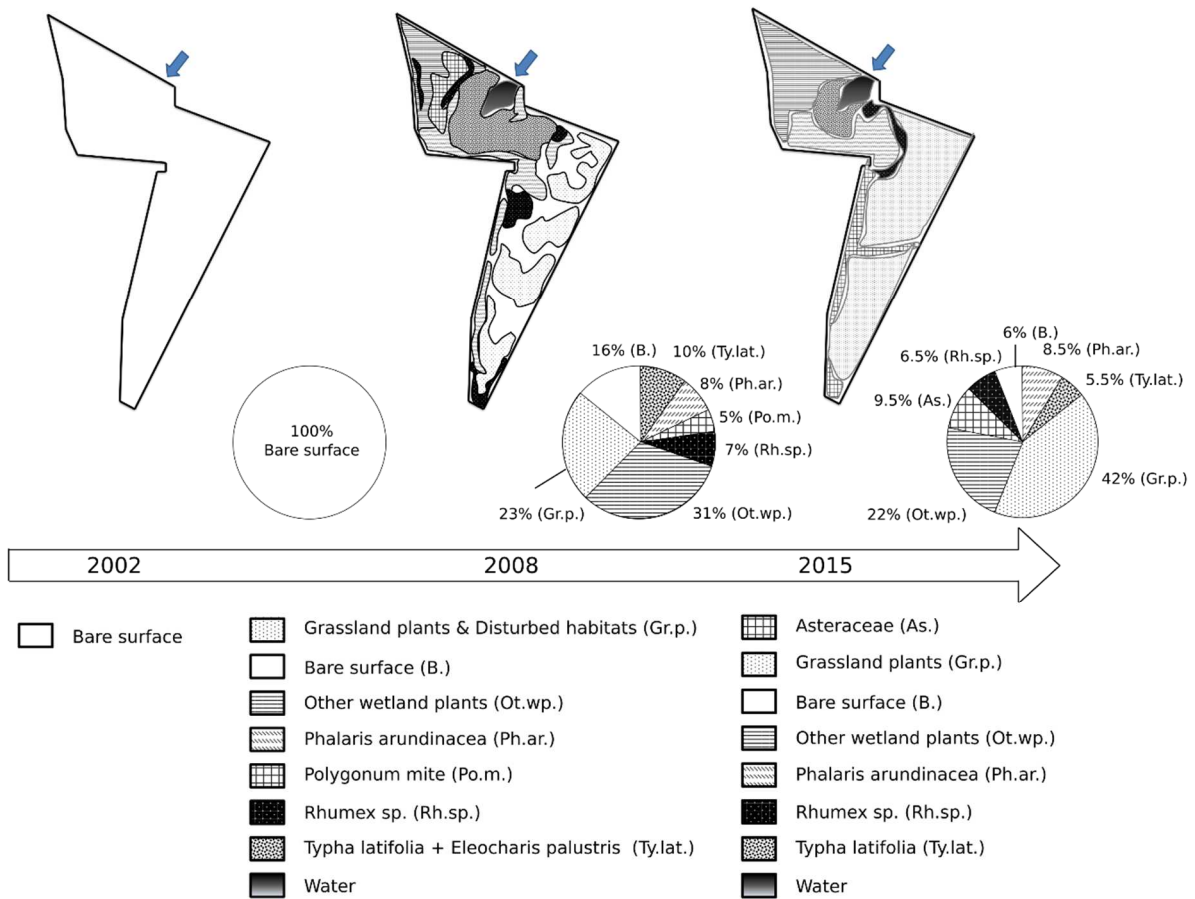 100%
Bare surface
16% (B.)
10% (Ty.lat.)
8% (Ph.ar.)
5% (Po.m.)
7% (Rh.sp.)
31% (Ot.wp.)
23% (Gr.p.)
6% (B.)
8.5% (Ph.ar.)
6.5% (Rh.sp.)
5.5% (Ty.lat.)
9.5% (As.)
42% (Gr.p.)
22% (Ot.wp.)
2002
2008
2015
Bare surface
Grassland plants & Disturbed habitats (Gr.p.)
Bare surface (B.)
Other wetland plants (Ot.wp.)
Phalaris arundinacea (Ph.ar.)
Polygonum mite (Po.m.)
Rhumex sp. (Rh.sp.)
Typha latifolia + Eleocharis palustris (Ty.lat.)
Water
Asteraceae (As.)
Grassland plants (Gr.p.)
Bare surface (B.)
Other wetland plants (Ot.wp.)
Phalaris arundinacea (Ph.ar.)
Rhumex sp. (Rh.sp.)
Typha latifolia (Ty.lat.)
Water